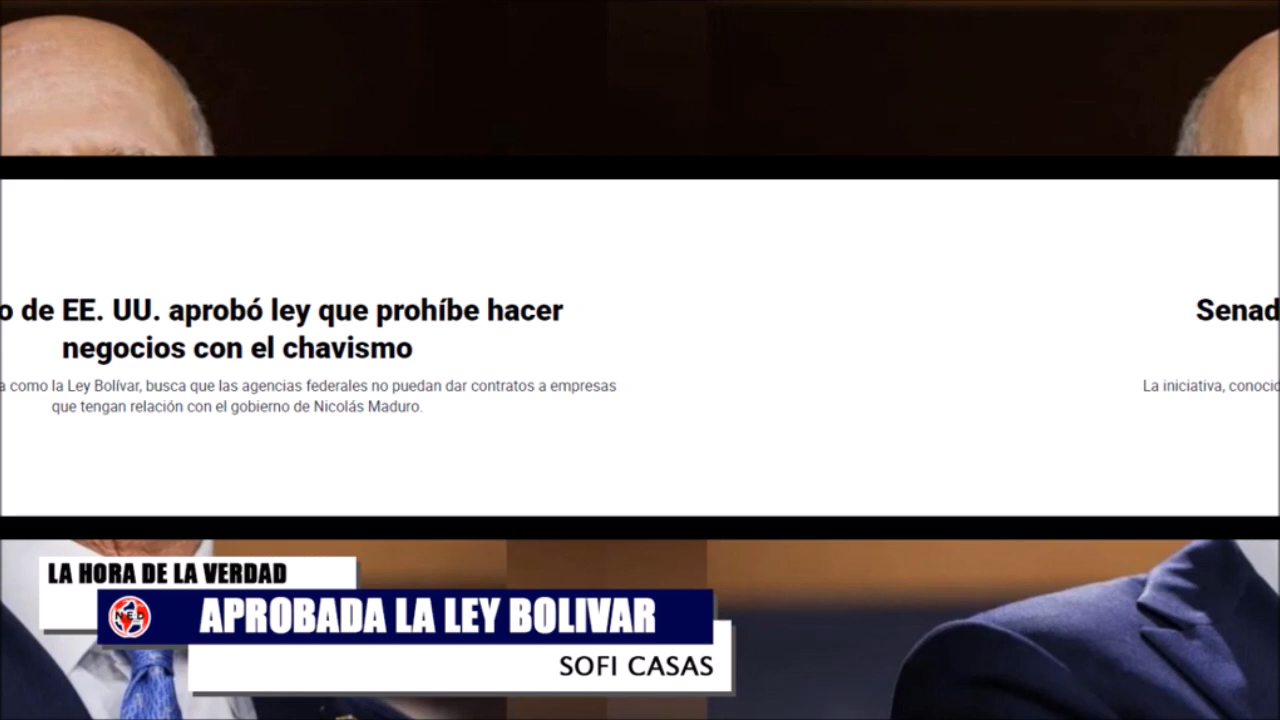 o de EE. UU. aprobó ley que prohíbe hacer
negocios con el chavismo
a como la Ley Bolívar, busca que las agencias federales no puedan dar contratos a empresas
que tengan relación con el gobierno de Nicolás Maduro.
Senad
La iniciativa, conocid
LA HORA DE LA VERDAD
APROBADA LA LEY BOLIVAR
SOFI CASAS